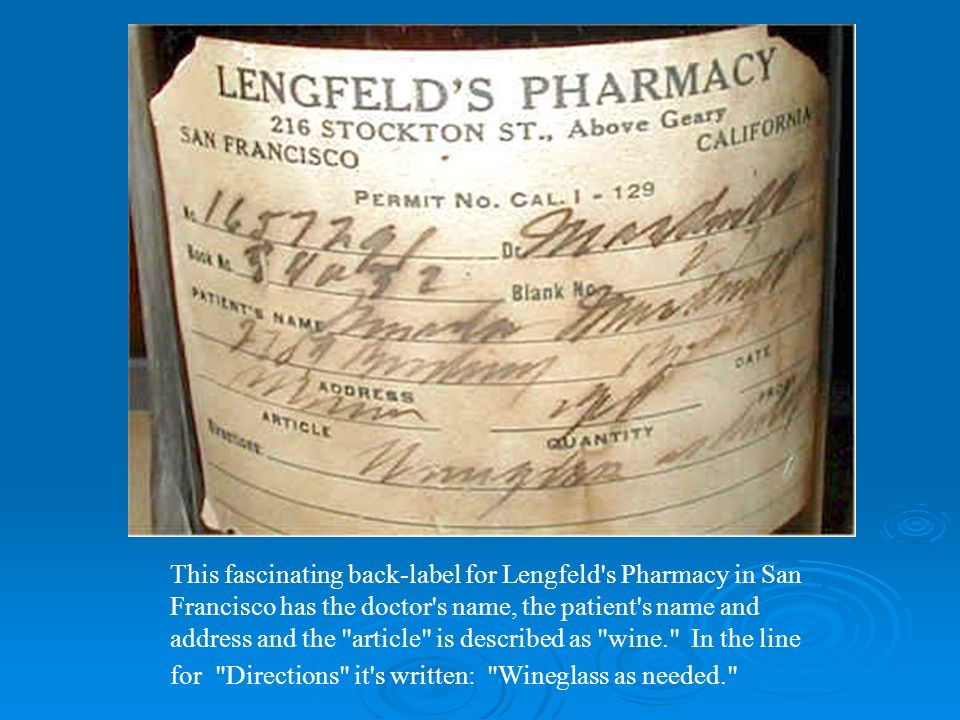 LENGFELD'S PHARMACY
216 STOCKTON ST., Above Geary
SAN FRANCISCO CALIFORNIA
PERMIT NO. CAL. I - 129
No. 1657291 Dr.
Book No. Blank No.
PATIENT'S NAME
ADDRESS DATE
ARTICLE QUANTITY PROOF
Directions:
This fascinating back-label for Lengfeld's Pharmacy in San
Francisco has the doctor's name, the patient's name and
address and the "article" is described as "wine." In the line
for "Directions" it's written: "Wineglass as needed."